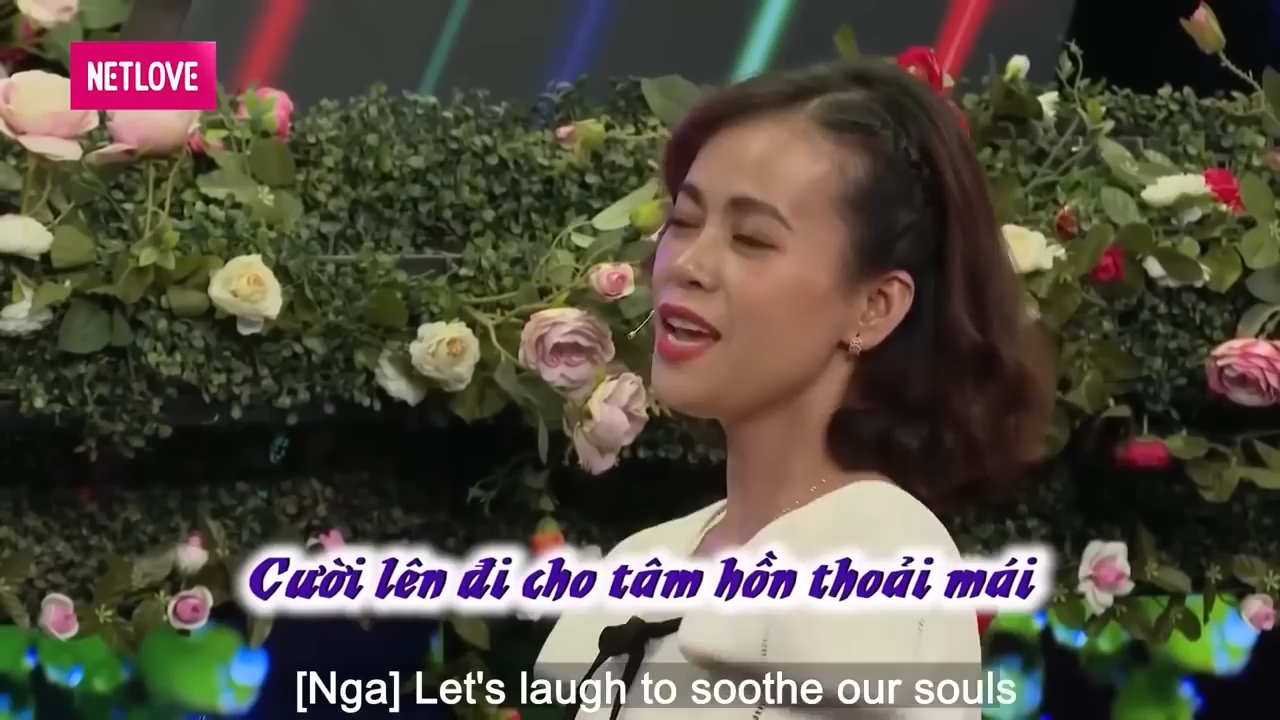 NETLOVE
Cười lên đi cho tâm hồn thoải mái
[Nga] Let's laugh to soothe our souls